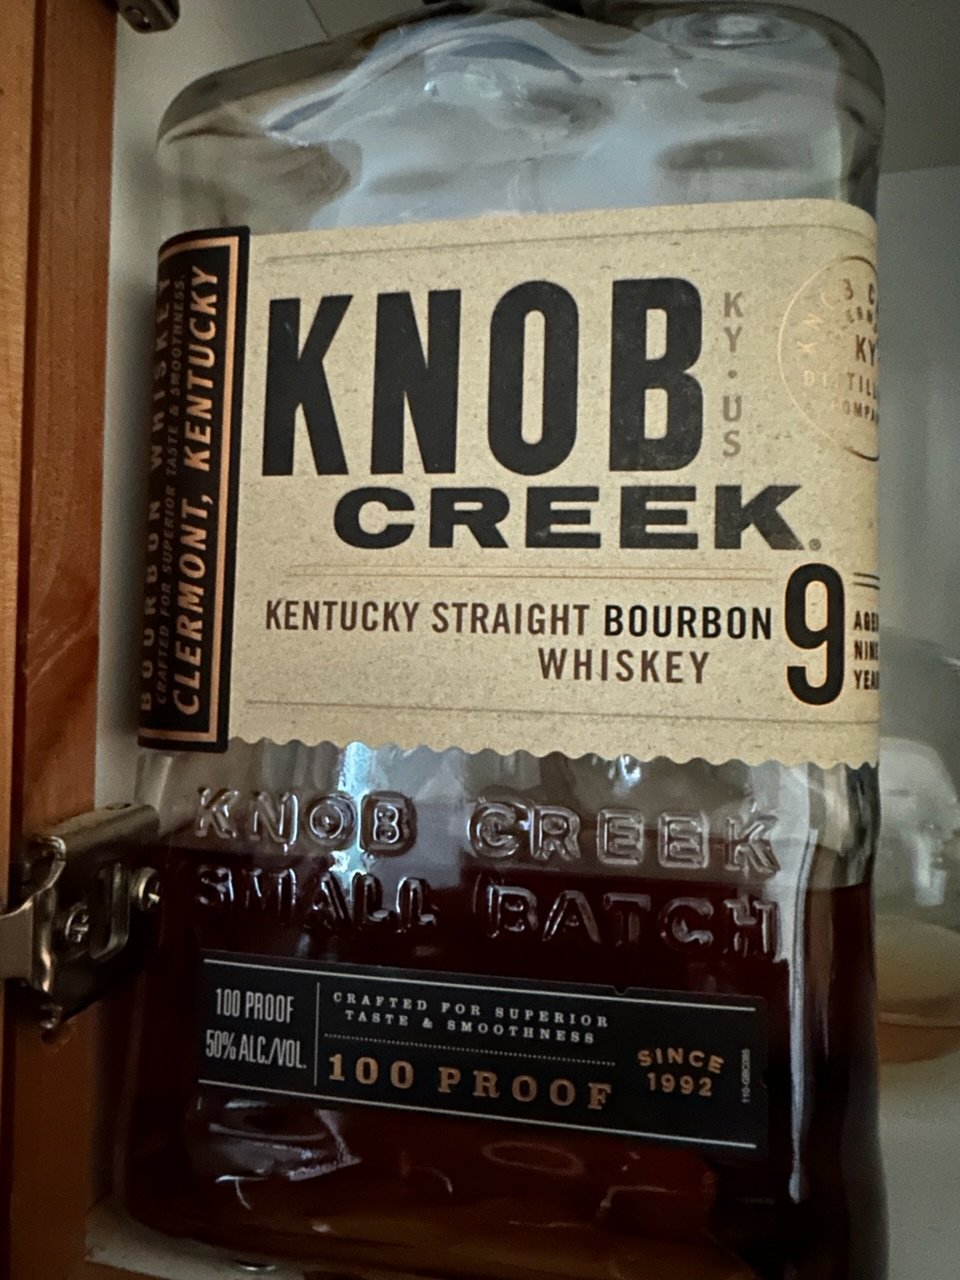 BOURBON WHISKEY
CRAFTED FOR SUPERIOR TASTE & SMOOTHNESS.
CLERMONT, KENTUCKY
KNOB
KY·US
CREEK®
KENTUCKY STRAIGHT BOURBON
WHISKEY
9
KY
KNOB CREEK
SMALL BATCH
100 PROOF
50% ALC./VOL.
CRAFTED FOR SUPERIOR
TASTE & SMOOTHNESS
100 PROOF
SINCE
1992